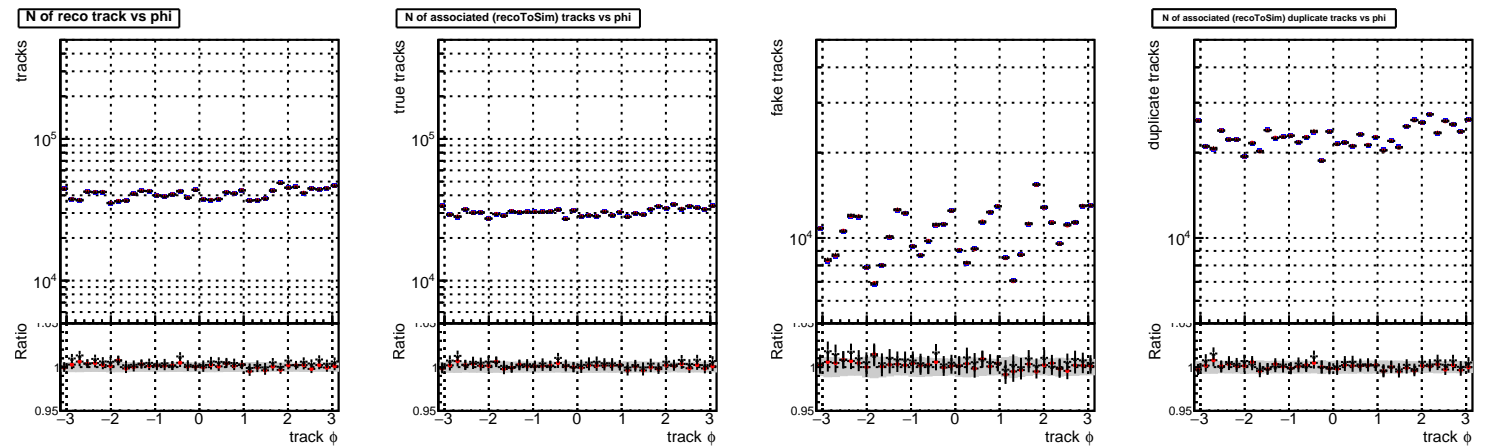 N of reco track vs phi
tracks
10^5
10^4
Ratio
1
0.95
−3 −2 −1 0 1 2 3
track ϕ
N of associated (recoToSim) tracks vs phi
true tracks
10^5
10^4
Ratio
1
0.95
−3 −2 −1 0 1 2 3
track ϕ
fake tracks
10^4
Ratio
1
0.95
−3 −2 −1 0 1 2 3
track ϕ
N of associated (recoToSim) duplicate tracks vs phi
duplicate tracks
10^4
Ratio
1
0.95
−3 −2 −1 0 1 2 3
track ϕ